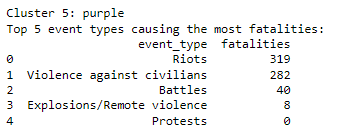 Cluster 5: purple
Top 5 event types causing the most fatalities:
event_type fatalities
0 Riots 319
1 Violence against civilians 282
2 Battles 40
3 Explosions/Remote violence 8
4 Protests 0